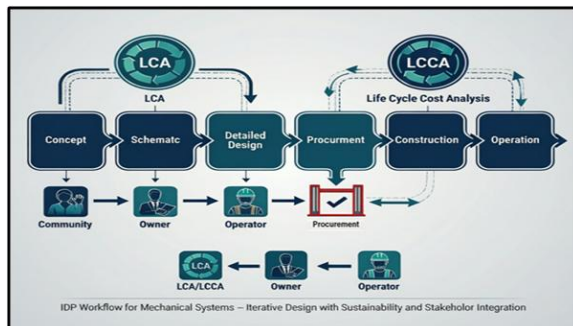 LCA
LCCA
LCA
Life Cycle Cost Analysis
Concept
Schematc
Detailed
Design
Procurment
Construction
Operation
Community
Owner
Operator
Procurement
LCA
LCA/LCCA
Owner
Operator
IDP Workflow for Mechanical Systems – Iterative Design with Sustainability and Stakeholor Integration